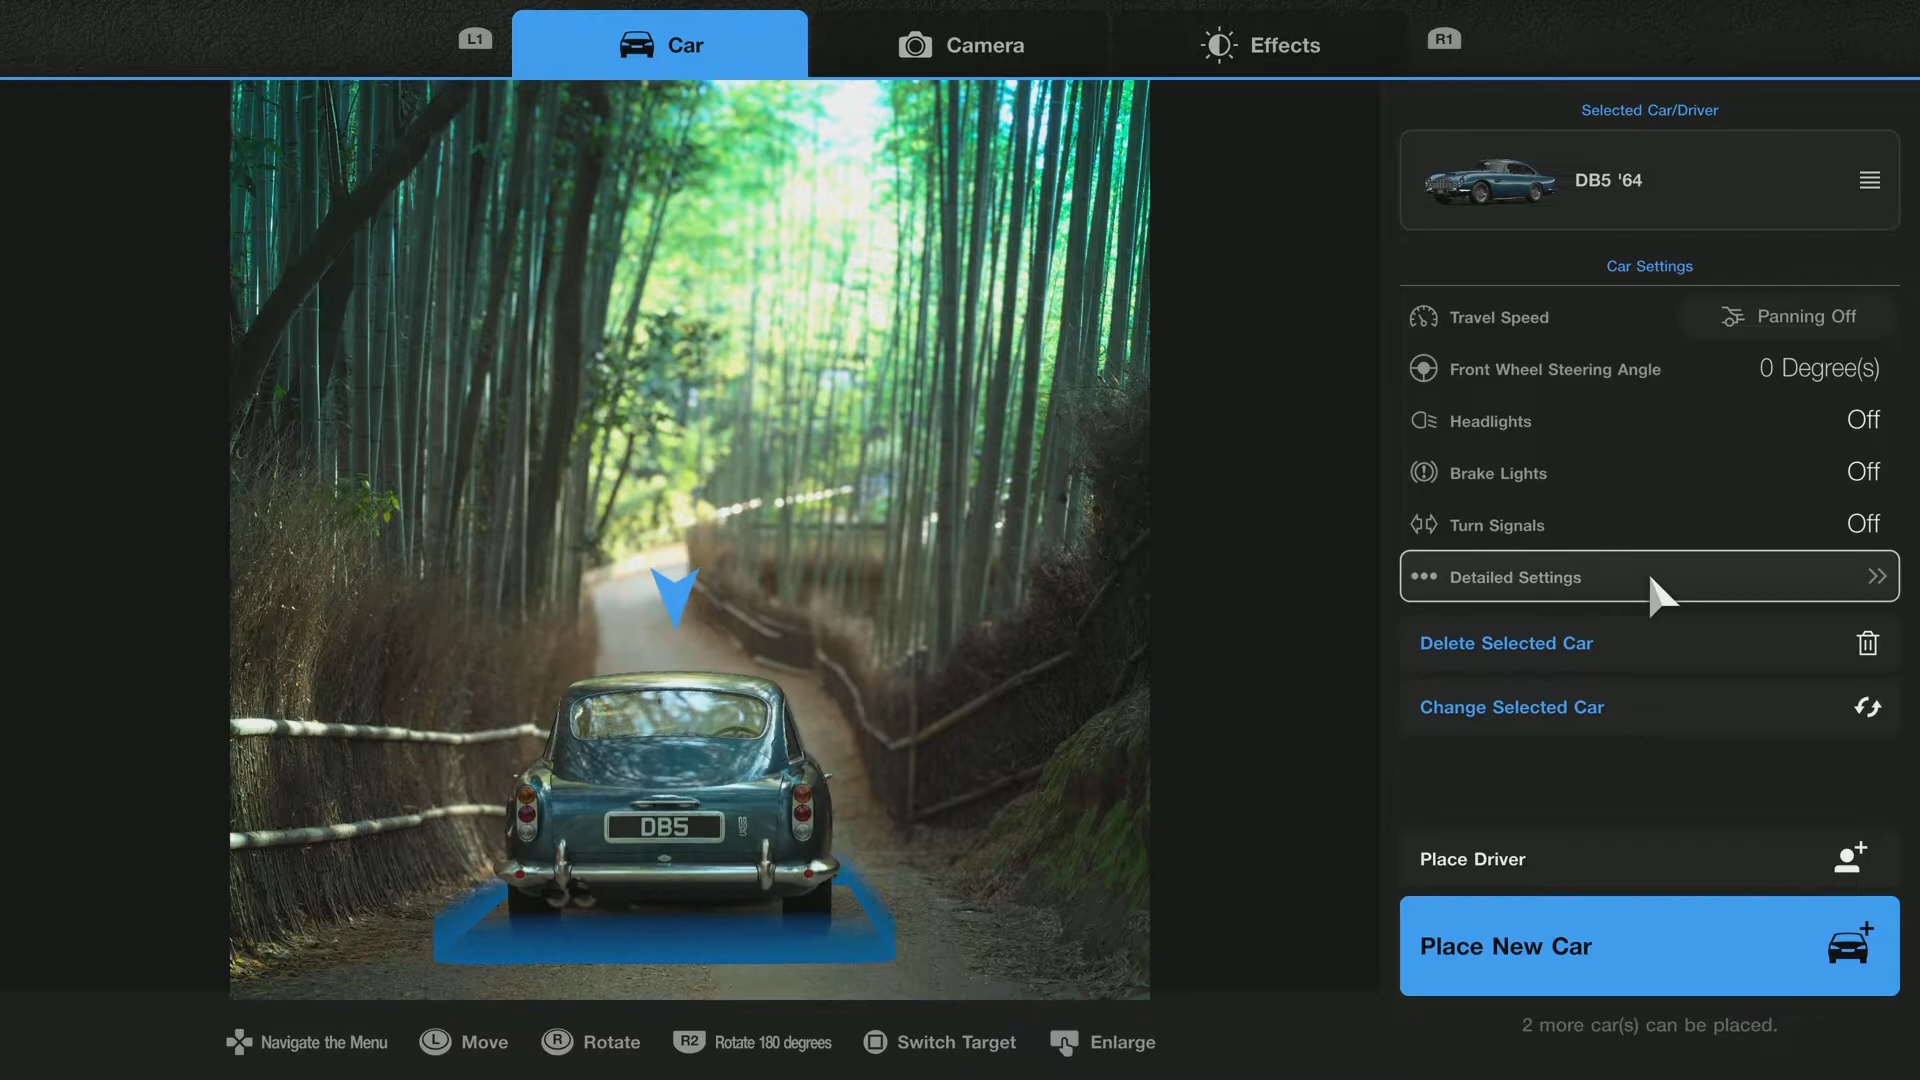 L1
Car
Camera
Effects
R1
Selected Car/Driver
DB5 '64
Car Settings
Travel Speed
Panning Off
Front Wheel Steering Angle
0 Degree(s)
Headlights
Off
Brake Lights
Off
Turn Signals
Off
Detailed Settings
Delete Selected Car
Change Selected Car
DB5
Place Driver
Place New Car
2 more car(s) can be placed.
Navigate the Menu
L Move
R Rotate
R2 Rotate 180 degrees
Switch Target
Enlarge